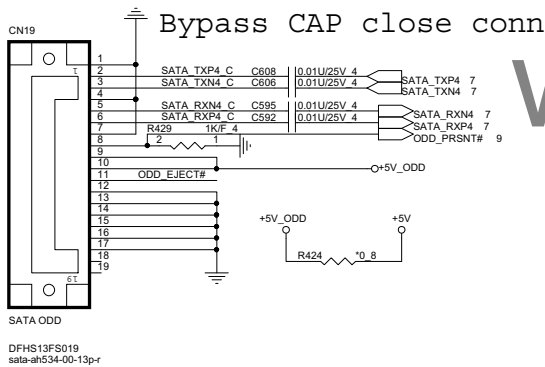 Bypass CAP close conn
CN19
1
1
2 SATA_TXP4_C C608 0.01U/25V_4 SATA_TXP4 7
3 SATA_TXN4_C C606 0.01U/25V_4 SATA_TXN4 7
4
5 SATA_RXN4_C C595 0.01U/25V_4 SATA_RXN4 7
6 SATA_RXP4_C C592 0.01U/25V_4 SATA_RXP4 7
7 R429 1K/F_4 ODD_PRSNT# 9
8 2 1
9
10 +5V_ODD
11 ODD_EJECT#
12
13
14
15
16
17
18
19
19
+5V_ODD +5V
R424 *0_8
SATA ODD
DFHS13FS019
sata-ah534-00-13p-r